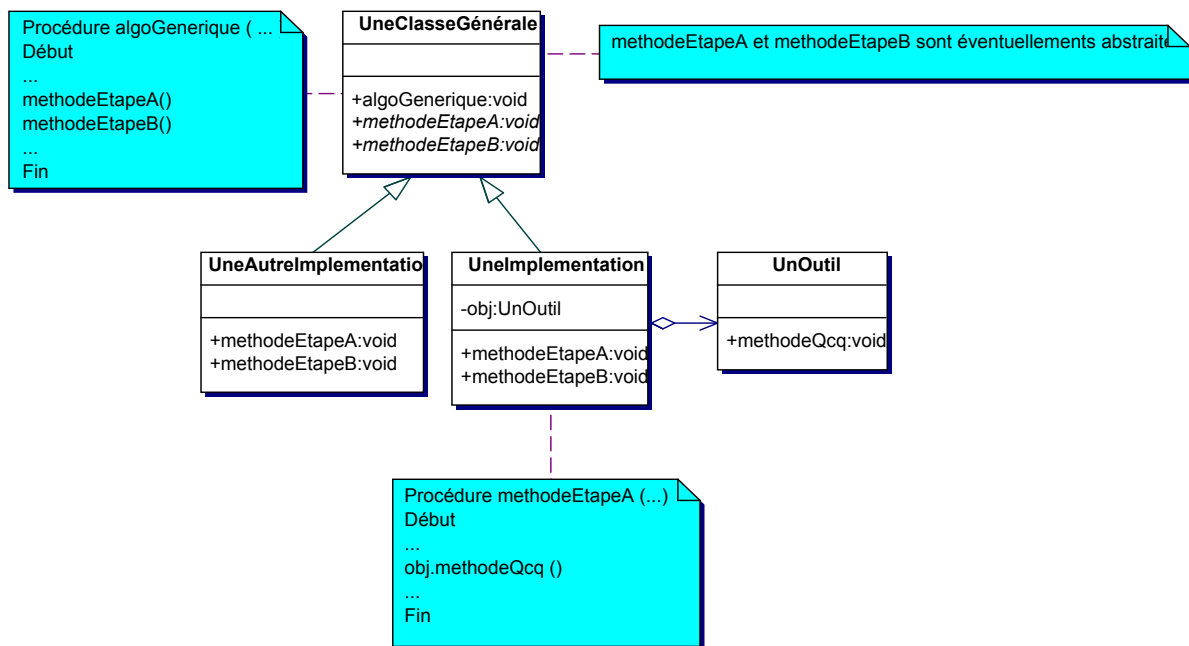 Procédure algoGenerique ( ...
Début
...
methodeEtapeA()
methodeEtapeB()
...
Fin
UneClasseGénérale
+algoGenerique:void
+methodeEtapeA:void
+methodeEtapeB:void
methodeEtapeA et methodeEtapeB sont éventuellements abstraite
UneAutreImplementatio
+methodeEtapeA:void
+methodeEtapeB:void
UneImplementation
-obj:UnOutil
+methodeEtapeA:void
+methodeEtapeB:void
UnOutil
+methodeQcq:void
Procédure methodeEtapeA (...)
Début
...
obj.methodeQcq ()
...
Fin